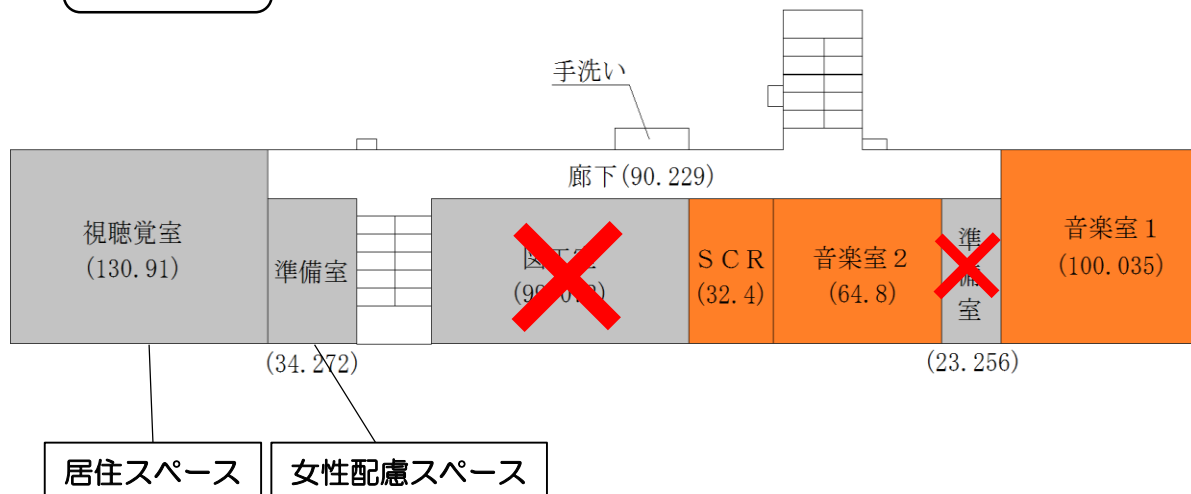 手洗い
廊下(90.229)
視聴覚室
(130.91)
準備室
(34.272)
ＳＣＲ
(32.4)
音楽室２
(64.8)
準
室
(23.256)
音楽室１
(100.035)
居住スペース
女性配慮スペース